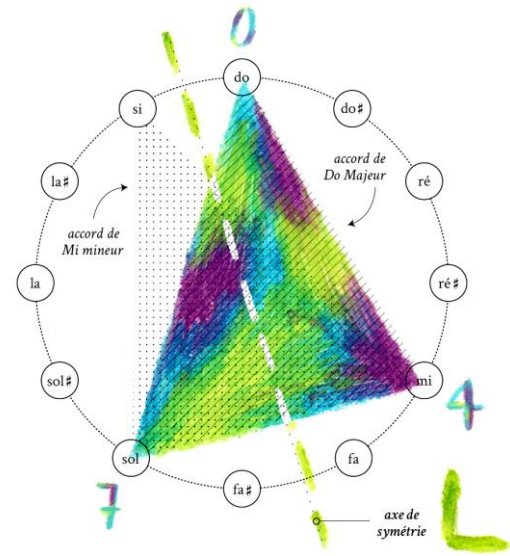 0
do
si
do♯
accord de
Do Majeur
la♯
ré
accord de
Mi mineur
la
ré♯
sol♯
mi
4
sol
fa
7
fa♯
axe de
symétrie
L